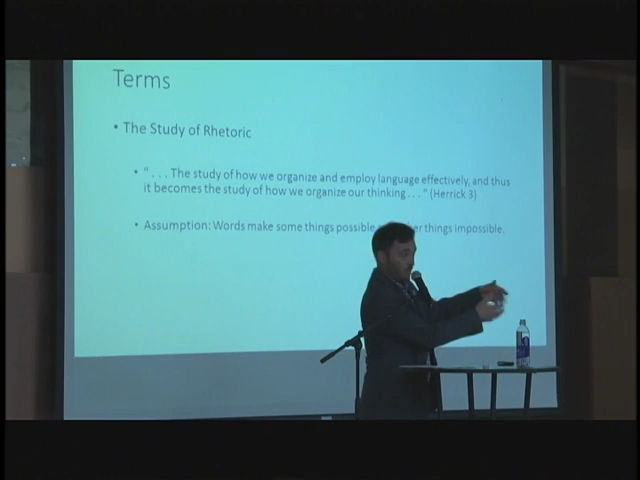 Terms
• The Study of Rhetoric
• " . . . The study of how we organize and employ language effectively, and thus
it becomes the study of how we organize our thinking . . . " (Herrick 3)
• Assumption: Words make some things possible things impossible.